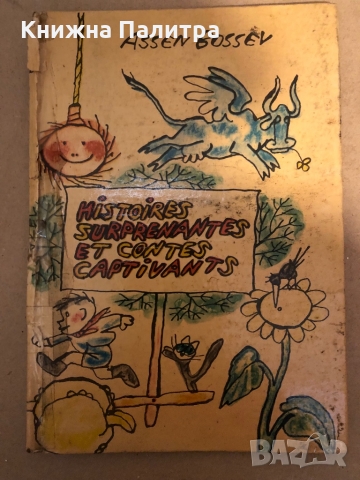 Книжна Палитра
ASSEN BOSSEV
HISTOIRES
SURPRENANTES
ET CONTES
CAPTIVANTS
BAZAR